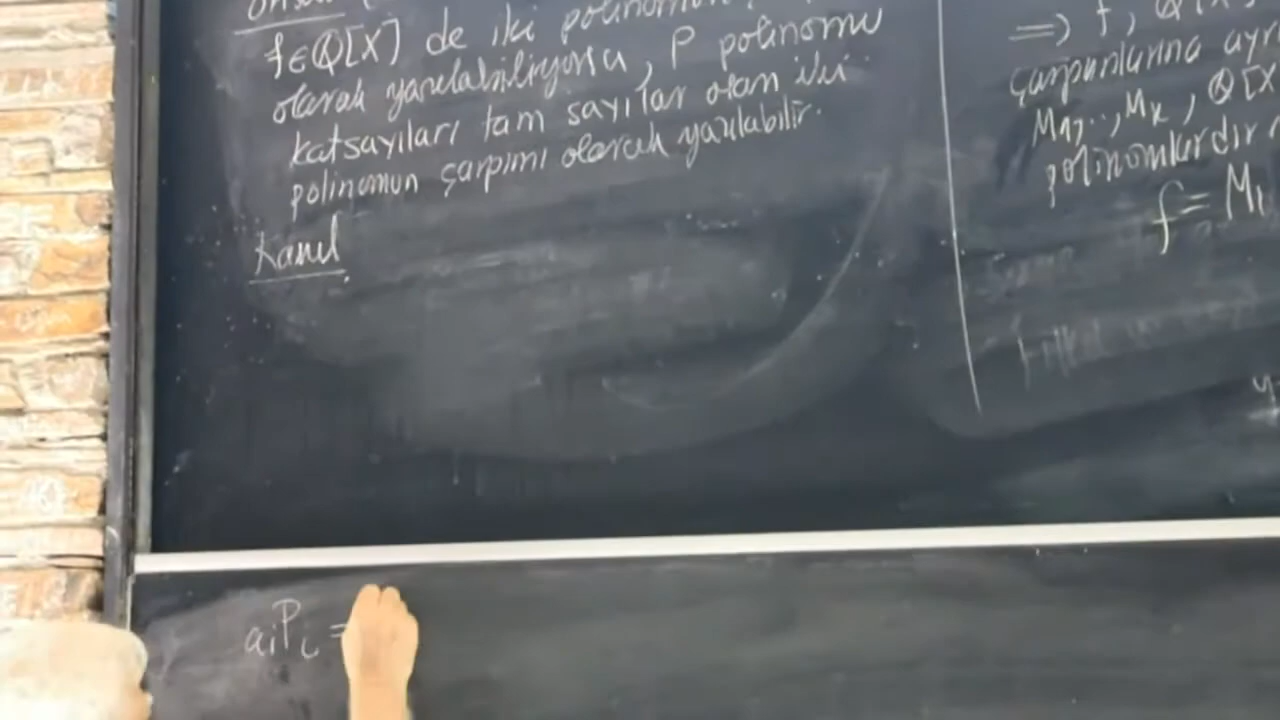 f∈Q[X] de iki polinomun
olarak yazılabiliyorsa, P polinomu
katsayıları tam sayılar olan iki
polinomun çarpımı olarak yazılabilir.
Kanıt
aᵢPᵢ =
⇒ f, Q[X]
çarpanlarına ayrı
M₁,..,Mₖ, Q[X
polinomlardır
f = M₁